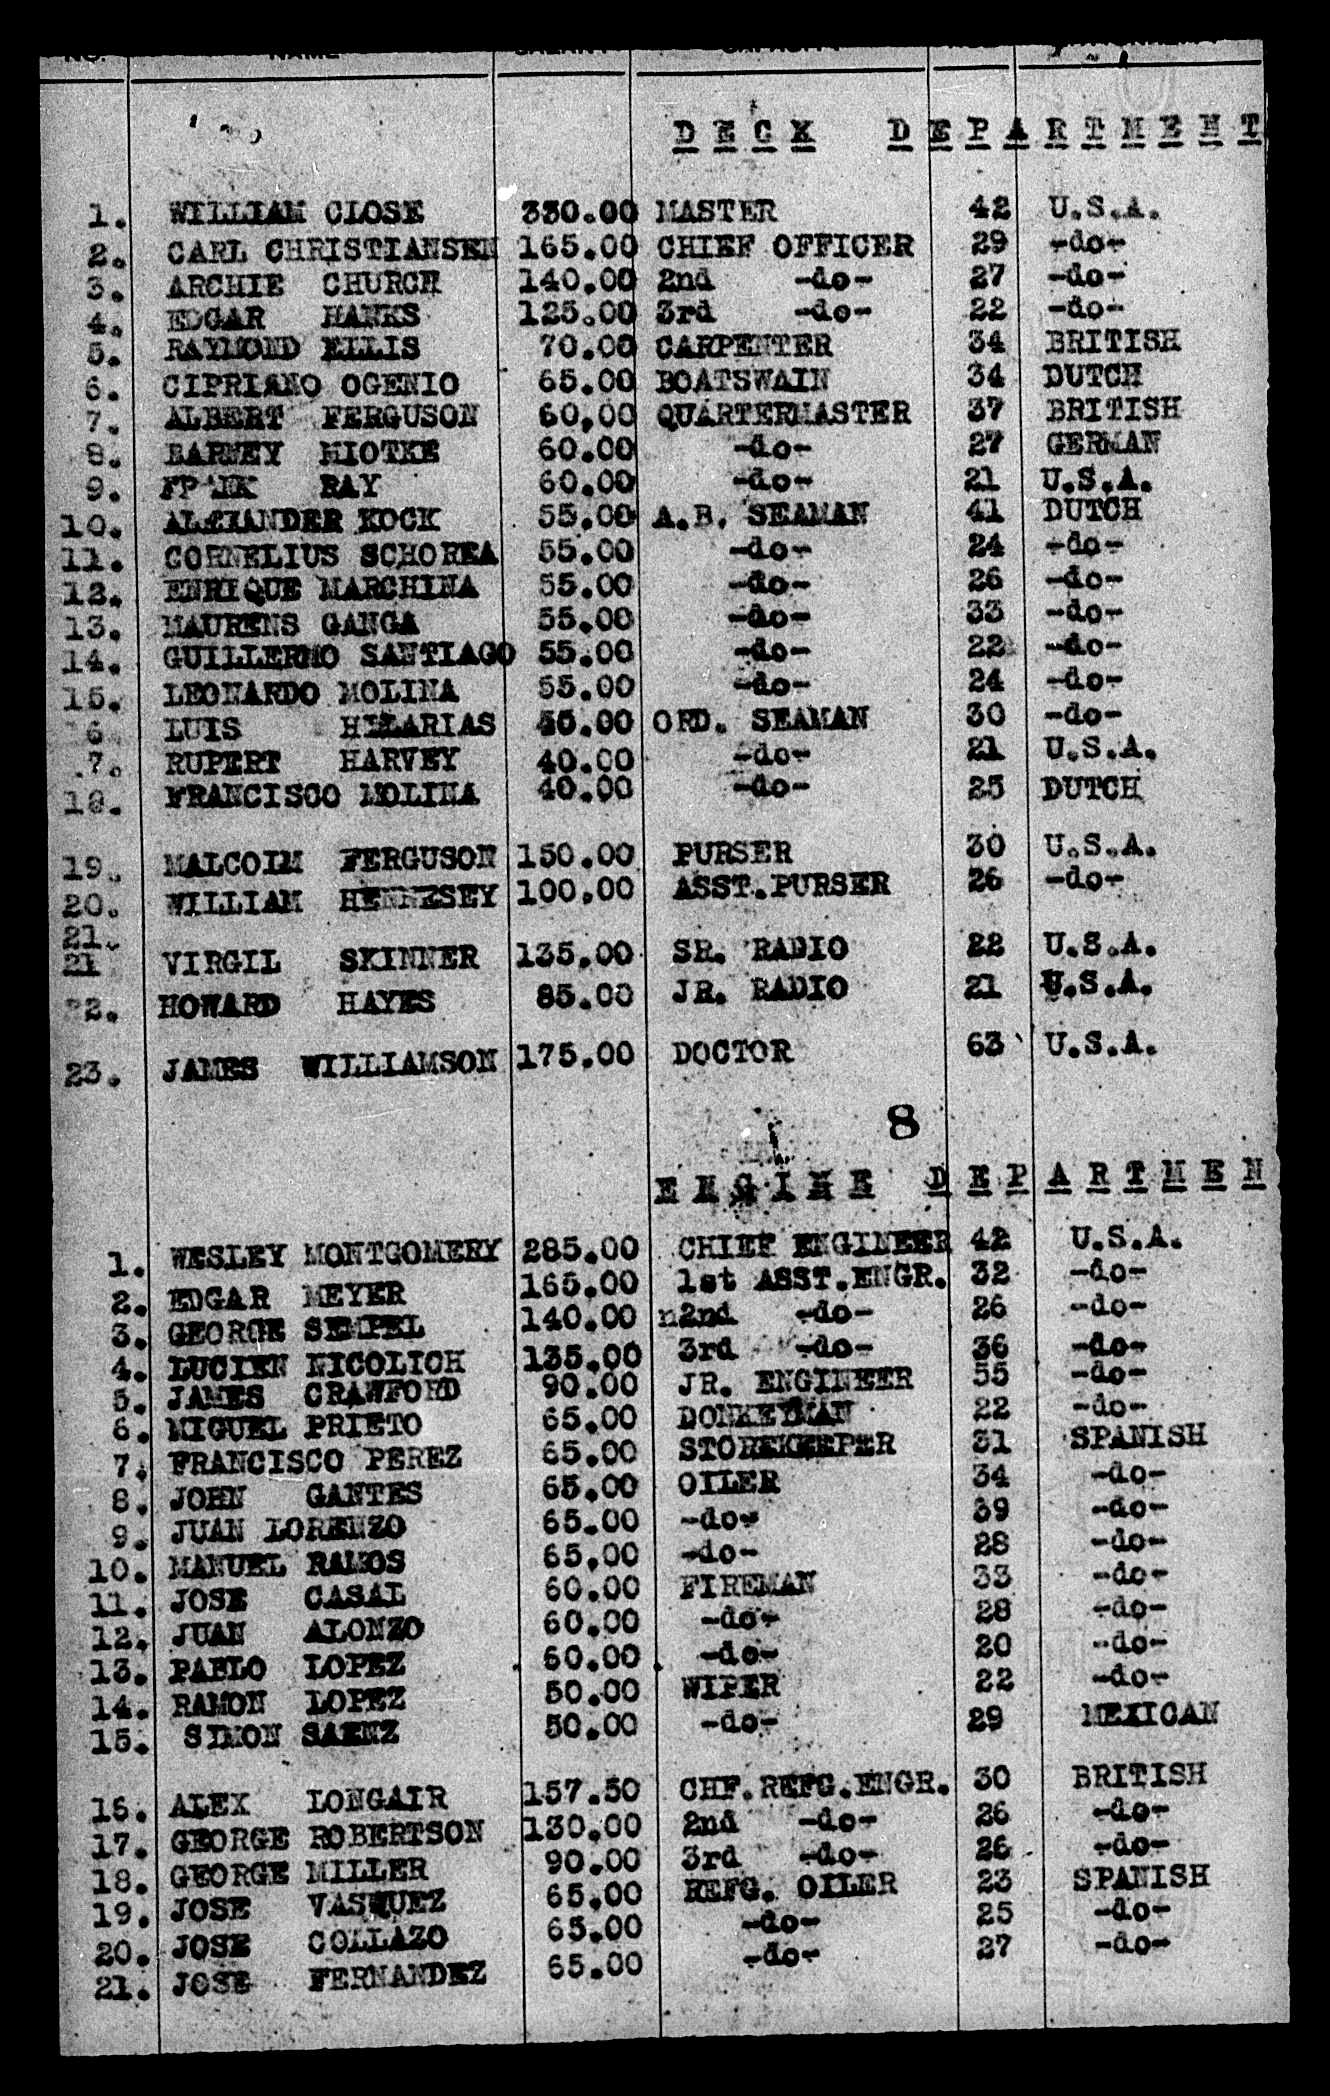 NO. NAME SALARY CAPACITY
DECK DEPARTMENT
1. WILLIAM CLOSE 330.00 MASTER 42 U.S.A.
2. CARL CHRISTIANSEN 165.00 CHIEF OFFICER 29 -do-
3. ARCHIE CHURCH 140.00 2nd -do- 27 -do-
4. EDGAR HANKS 125.00 3rd -do- 22 -do-
5. RAYMOND ELLIS 70.00 CARPENTER 34 BRITISH
6. CIPRIANO OGENIO 65.00 BOATSWAIN 34 DUTCH
7. ALBERT FERGUSON 60.00 QUARTERMASTER 37 BRITISH
8. BARNEY MIOTKE 60.00 -do- 27 GERMAN
9. FRANK RAY 60.00 -do- 21 U.S.A.
10. ALEXANDER KOCK 55.00 A.B. SEAMAN 41 DUTCH
11. CORNELIUS SCHOREA 55.00 -do- 24 -do-
12. ENRIQUE MARCHINA 55.00 -do- 26 -do-
13. MAURENS GANGA 55.00 -do- 33 -do-
14. GUILLERMO SANTIAGO 55.00 -do- 22 -do-
15. LEONARDO MOLINA 55.00 -do- 24 -do-
6 LUIS HILARIAS 40.00 ORD. SEAMAN 30 -do-
7. RUPERT HARVEY 40.00 -do- 21 U.S.A.
18. FRANCISCO MOLINA 40.00 -do- 25 DUTCH
19. MALCOLM FERGUSON 150.00 PURSER 30 U.S.A.
20. WILLIAM HENNESEY 100.00 ASST.PURSER 26 -do-
21.
21 VIRGIL SKINNER 135.00 SR. RADIO 22 U.S.A.
22. HOWARD HAYES 85.00 JR. RADIO 21 U.S.A.
23. JAMES WILLIAMSON 175.00 DOCTOR 63 U.S.A.
8
ENGINE DEPARTMEN
1. WESLEY MONTGOMERY 285.00 CHIEF ENGINEER 42 U.S.A.
2. EDGAR MEYER 165.00 1st ASST.ENGR. 32 -do-
3. GEORGE SEMPEL 140.00 n2nd -do- 26 -do-
4. LUCIEN NICOLICH 135.00 3rd -do- 36 -do-
5. JAMES CRAWFORD 90.00 JR. ENGINEER 55 -do-
6. MIGUEL PRIETO 65.00 DONKEYMAN 22 -do-
7. FRANCISCO PEREZ 65.00 STOREKEEPER 31 SPANISH
8. JOHN GANTES 65.00 OILER 34 -do-
9. JUAN LORENZO 65.00 -do- 39 -do-
10. MANUEL RAMOS 65.00 -do- 28 -do-
11. JOSE CASAL 60.00 FIREMAN 33 -do-
12. JUAN ALONZO 60.00 -do- 28 -do-
13. PABLO LOPEZ 60.00 -do- 20 -do-
14. RAMON LOPEZ 50.00 WIPER 22 -do-
15. SIMON SAENZ 50.00 -do- 29 MEXICAN
16. ALEX LONGAIR 157.50 CHF.REFG.ENGR. 30 BRITISH
17. GEORGE ROBERTSON 130.00 2nd -do- 26 -do-
18. GEORGE MILLER 90.00 3rd -do- 26 -do-
19. JOSE VASQUEZ 65.00 REFG. OILER 23 SPANISH
20. JOSE COLLAZO 65.00 -do- 25 -do-
21. JOSE FERNANDEZ 65.00 -do- 27 -do-